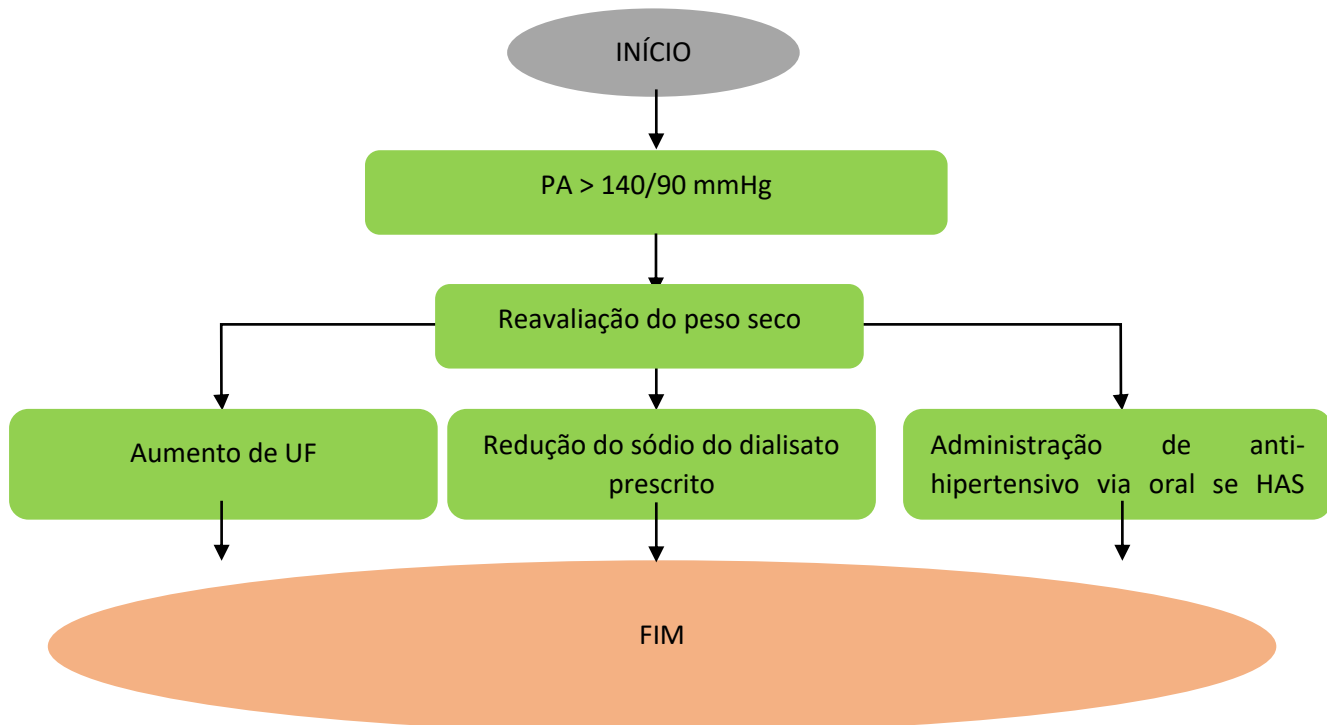 INÍCIO
PA > 140/90 mmHg
Reavaliação do peso seco
Aumento de UF
Redução do sódio do dialisato
prescrito
Administração de anti-
hipertensivo via oral se HAS
FIM